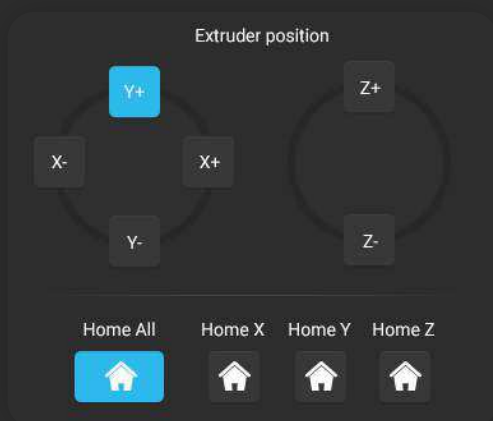 Extruder position
Y+
Z+
X-
X+
Y-
Z-
Home All
Home X
Home Y
Home Z